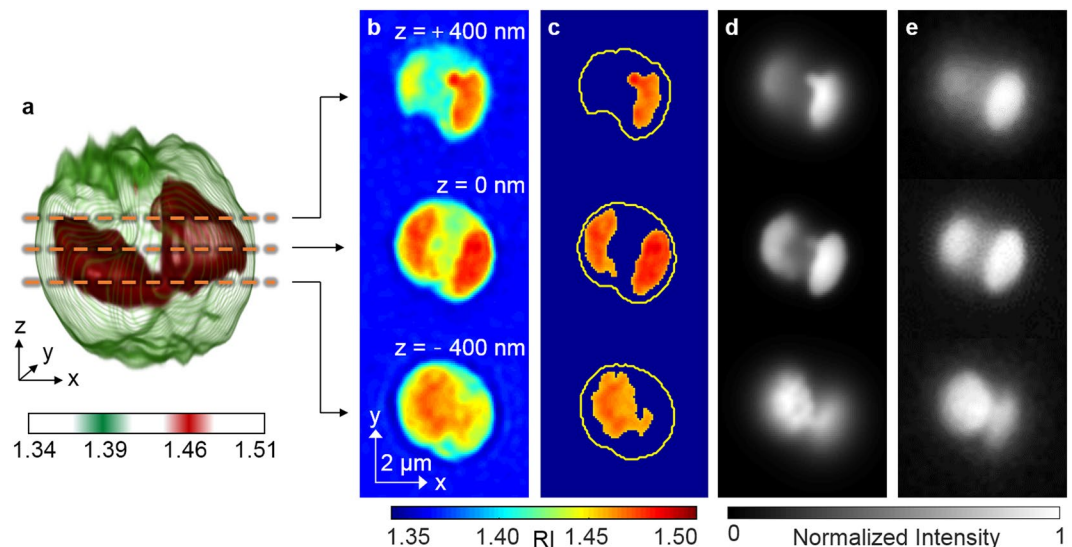 a
b
c
d
e
z = + 400 nm
z = 0 nm
z = - 400 nm
z
y
x
y
2 μm
x
1.34 1.39 1.46 1.51
1.35 1.40 RI 1.45 1.50
0 Normalized Intensity 1